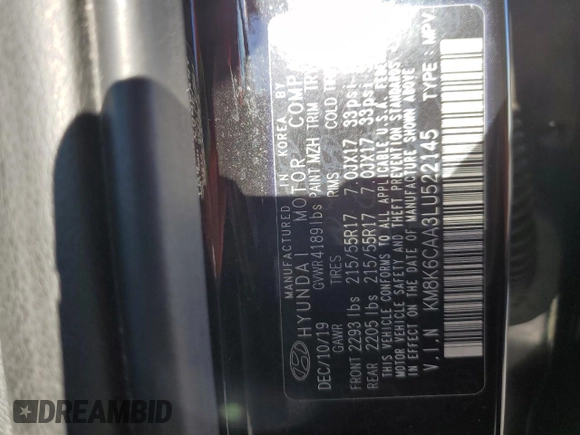 MANUFACTURED IN KOREA BY
HYUNDAI MOTOR COMP
DEC/10/19 GVWR 4189 lbs PAINT MZH TRIM TR
GAWR TIRES RIMS COLD
FRONT 2293 lbs 215/55R17 7.0JX17 33psi
REAR 2205 lbs 215/55R17 7.0JX17 33psi
THIS VEHICLE CONFORMS TO ALL APPLICABLE U.S.A. FED
MOTOR VEHICLE SAFETY AND THEFT PREVENTION STANDARDS
IN EFFECT ON THE DATE OF MANUFACTURE SHOWN ABOVE
V.I.N KM8K6CAA3LU522145 TYPE : MPV
DREAMBID